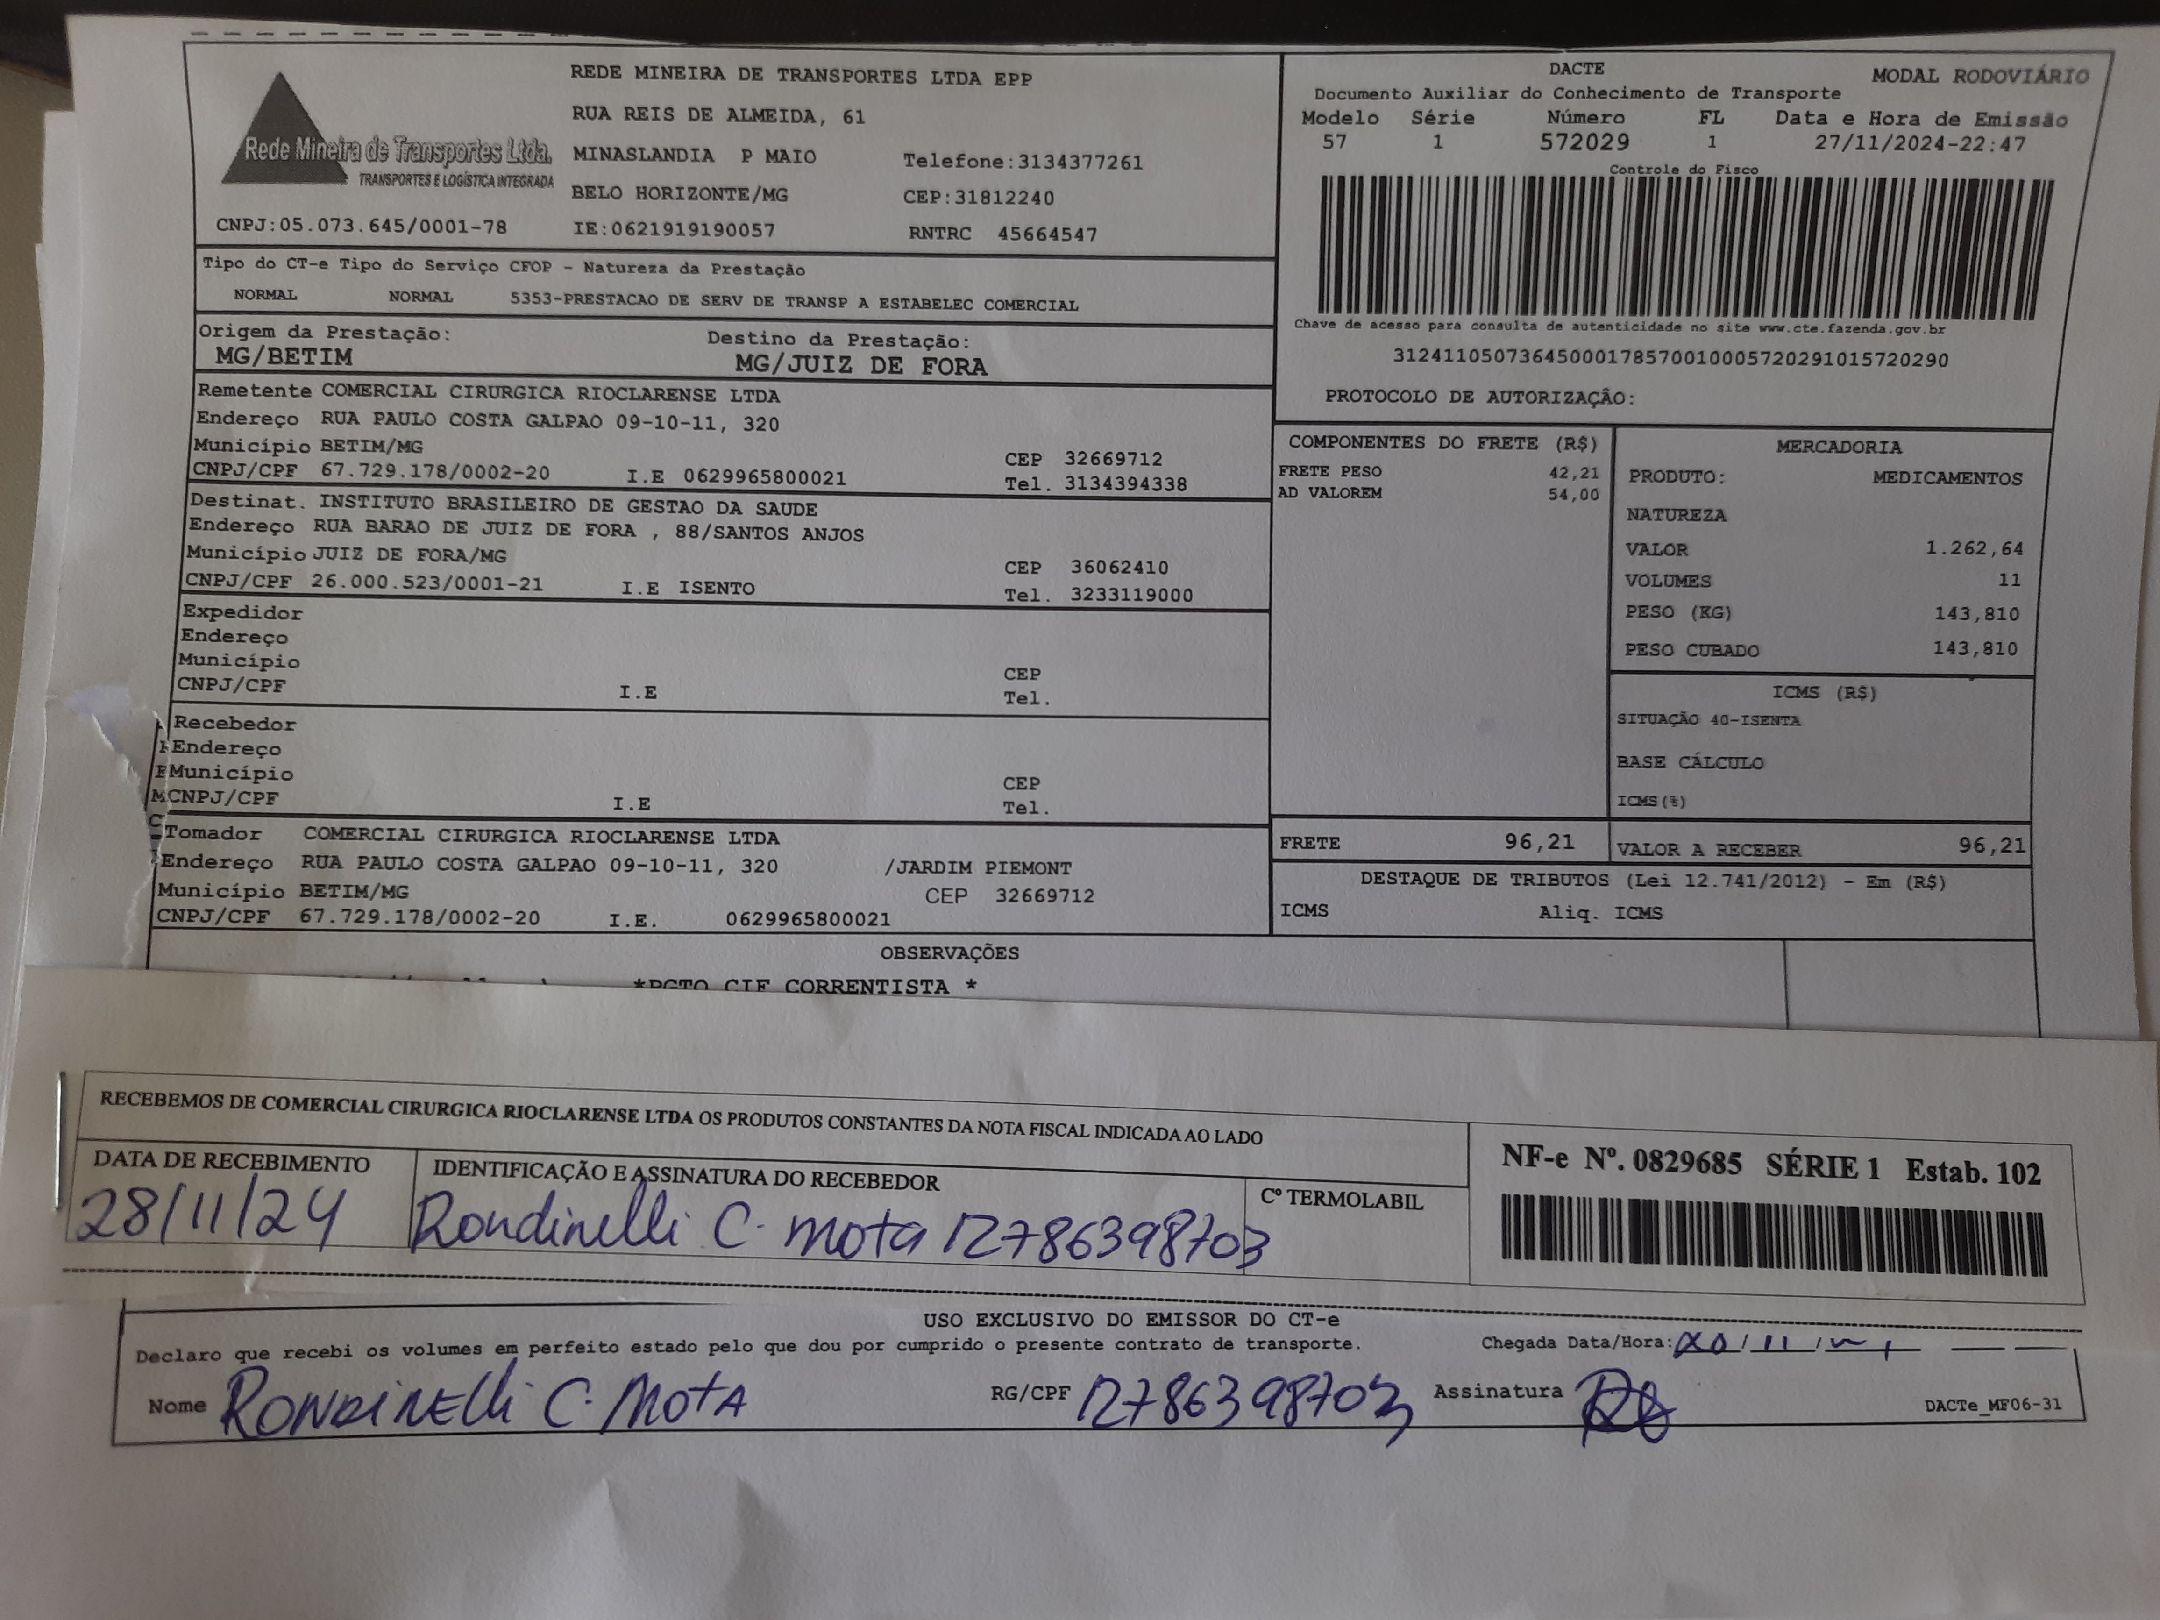 REDE MINEIRA DE TRANSPORTES LTDA EPP
RUA REIS DE ALMEIDA, 61
Rede Mineira de Transportes Ltda.
TRANSPORTES E LOGÍSTICA INTEGRADA
MINASLANDIA P MAIO Telefone:3134377261
BELO HORIZONTE/MG CEP:31812240
CNPJ:05.073.645/0001-78 IE:0621919190057 RNTRC 45664547
DACTE MODAL RODOVIÁRIO
Documento Auxiliar do Conhecimento de Transporte
Modelo Série Número FL Data e Hora de Emissão
57 1 572029 1 27/11/2024-22:47
Controle do Fisco
Chave de acesso para consulta de autenticidade no site www.cte.fazenda.gov.br
31241105073645000178570010005720291015720290
PROTOCOLO DE AUTORIZAÇÃO:
Tipo do CT-e Tipo do Serviço CFOP - Natureza da Prestação
NORMAL NORMAL 5353-PRESTACAO DE SERV DE TRANSP A ESTABELEC COMERCIAL
Origem da Prestação: Destino da Prestação:
MG/BETIM MG/JUIZ DE FORA
Remetente COMERCIAL CIRURGICA RIOCLARENSE LTDA
Endereço RUA PAULO COSTA GALPAO 09-10-11, 320
Município BETIM/MG CEP 32669712
CNPJ/CPF 67.729.178/0002-20 I.E 0629965800021 Tel. 3134394338
Destinat. INSTITUTO BRASILEIRO DE GESTAO DA SAUDE
Endereço RUA BARAO DE JUIZ DE FORA , 88/SANTOS ANJOS
Município JUIZ DE FORA/MG CEP 36062410
CNPJ/CPF 26.000.523/0001-21 I.E ISENTO Tel. 3233119000
Expedidor
Endereço
Município CEP
CNPJ/CPF I.E Tel.
Recebedor
Endereço
Município CEP
CNPJ/CPF I.E Tel.
Tomador COMERCIAL CIRURGICA RIOCLARENSE LTDA
Endereço RUA PAULO COSTA GALPAO 09-10-11, 320 /JARDIM PIEMONT
Município BETIM/MG CEP 32669712
CNPJ/CPF 67.729.178/0002-20 I.E. 0629965800021
COMPONENTES DO FRETE (R$)
FRETE PESO 42,21
AD VALOREM 54,00
MERCADORIA
PRODUTO: MEDICAMENTOS
NATUREZA
VALOR 1.262,64
VOLUMES 11
PESO (KG) 143,810
PESO CUBADO 143,810
ICMS (R$)
SITUAÇÃO 40-ISENTA
BASE CÁLCULO
ICMS(%)
FRETE 96,21 VALOR A RECEBER 96,21
DESTAQUE DE TRIBUTOS (Lei 12.741/2012) - Em (R$)
ICMS Aliq. ICMS
OBSERVAÇÕES
*PGTO CIF CORRENTISTA *
RECEBEMOS DE COMERCIAL CIRURGICA RIOCLARENSE LTDA OS PRODUTOS CONSTANTES DA NOTA FISCAL INDICADA AO LADO
DATA DE RECEBIMENTO IDENTIFICAÇÃO E ASSINATURA DO RECEBEDOR Cº TERMOLABIL
28/11/24 Rondinelli C. Mota 12786398703
NF-e Nº. 0829685 SÉRIE 1 Estab. 102
USO EXCLUSIVO DO EMISSOR DO CT-e
Declaro que recebi os volumes em perfeito estado pelo que dou por cumprido o presente contrato de transporte. Chegada Data/Hora:
Nome RONDINELLI C. MOTA RG/CPF 12786398703 Assinatura
DACTe_MF06-31